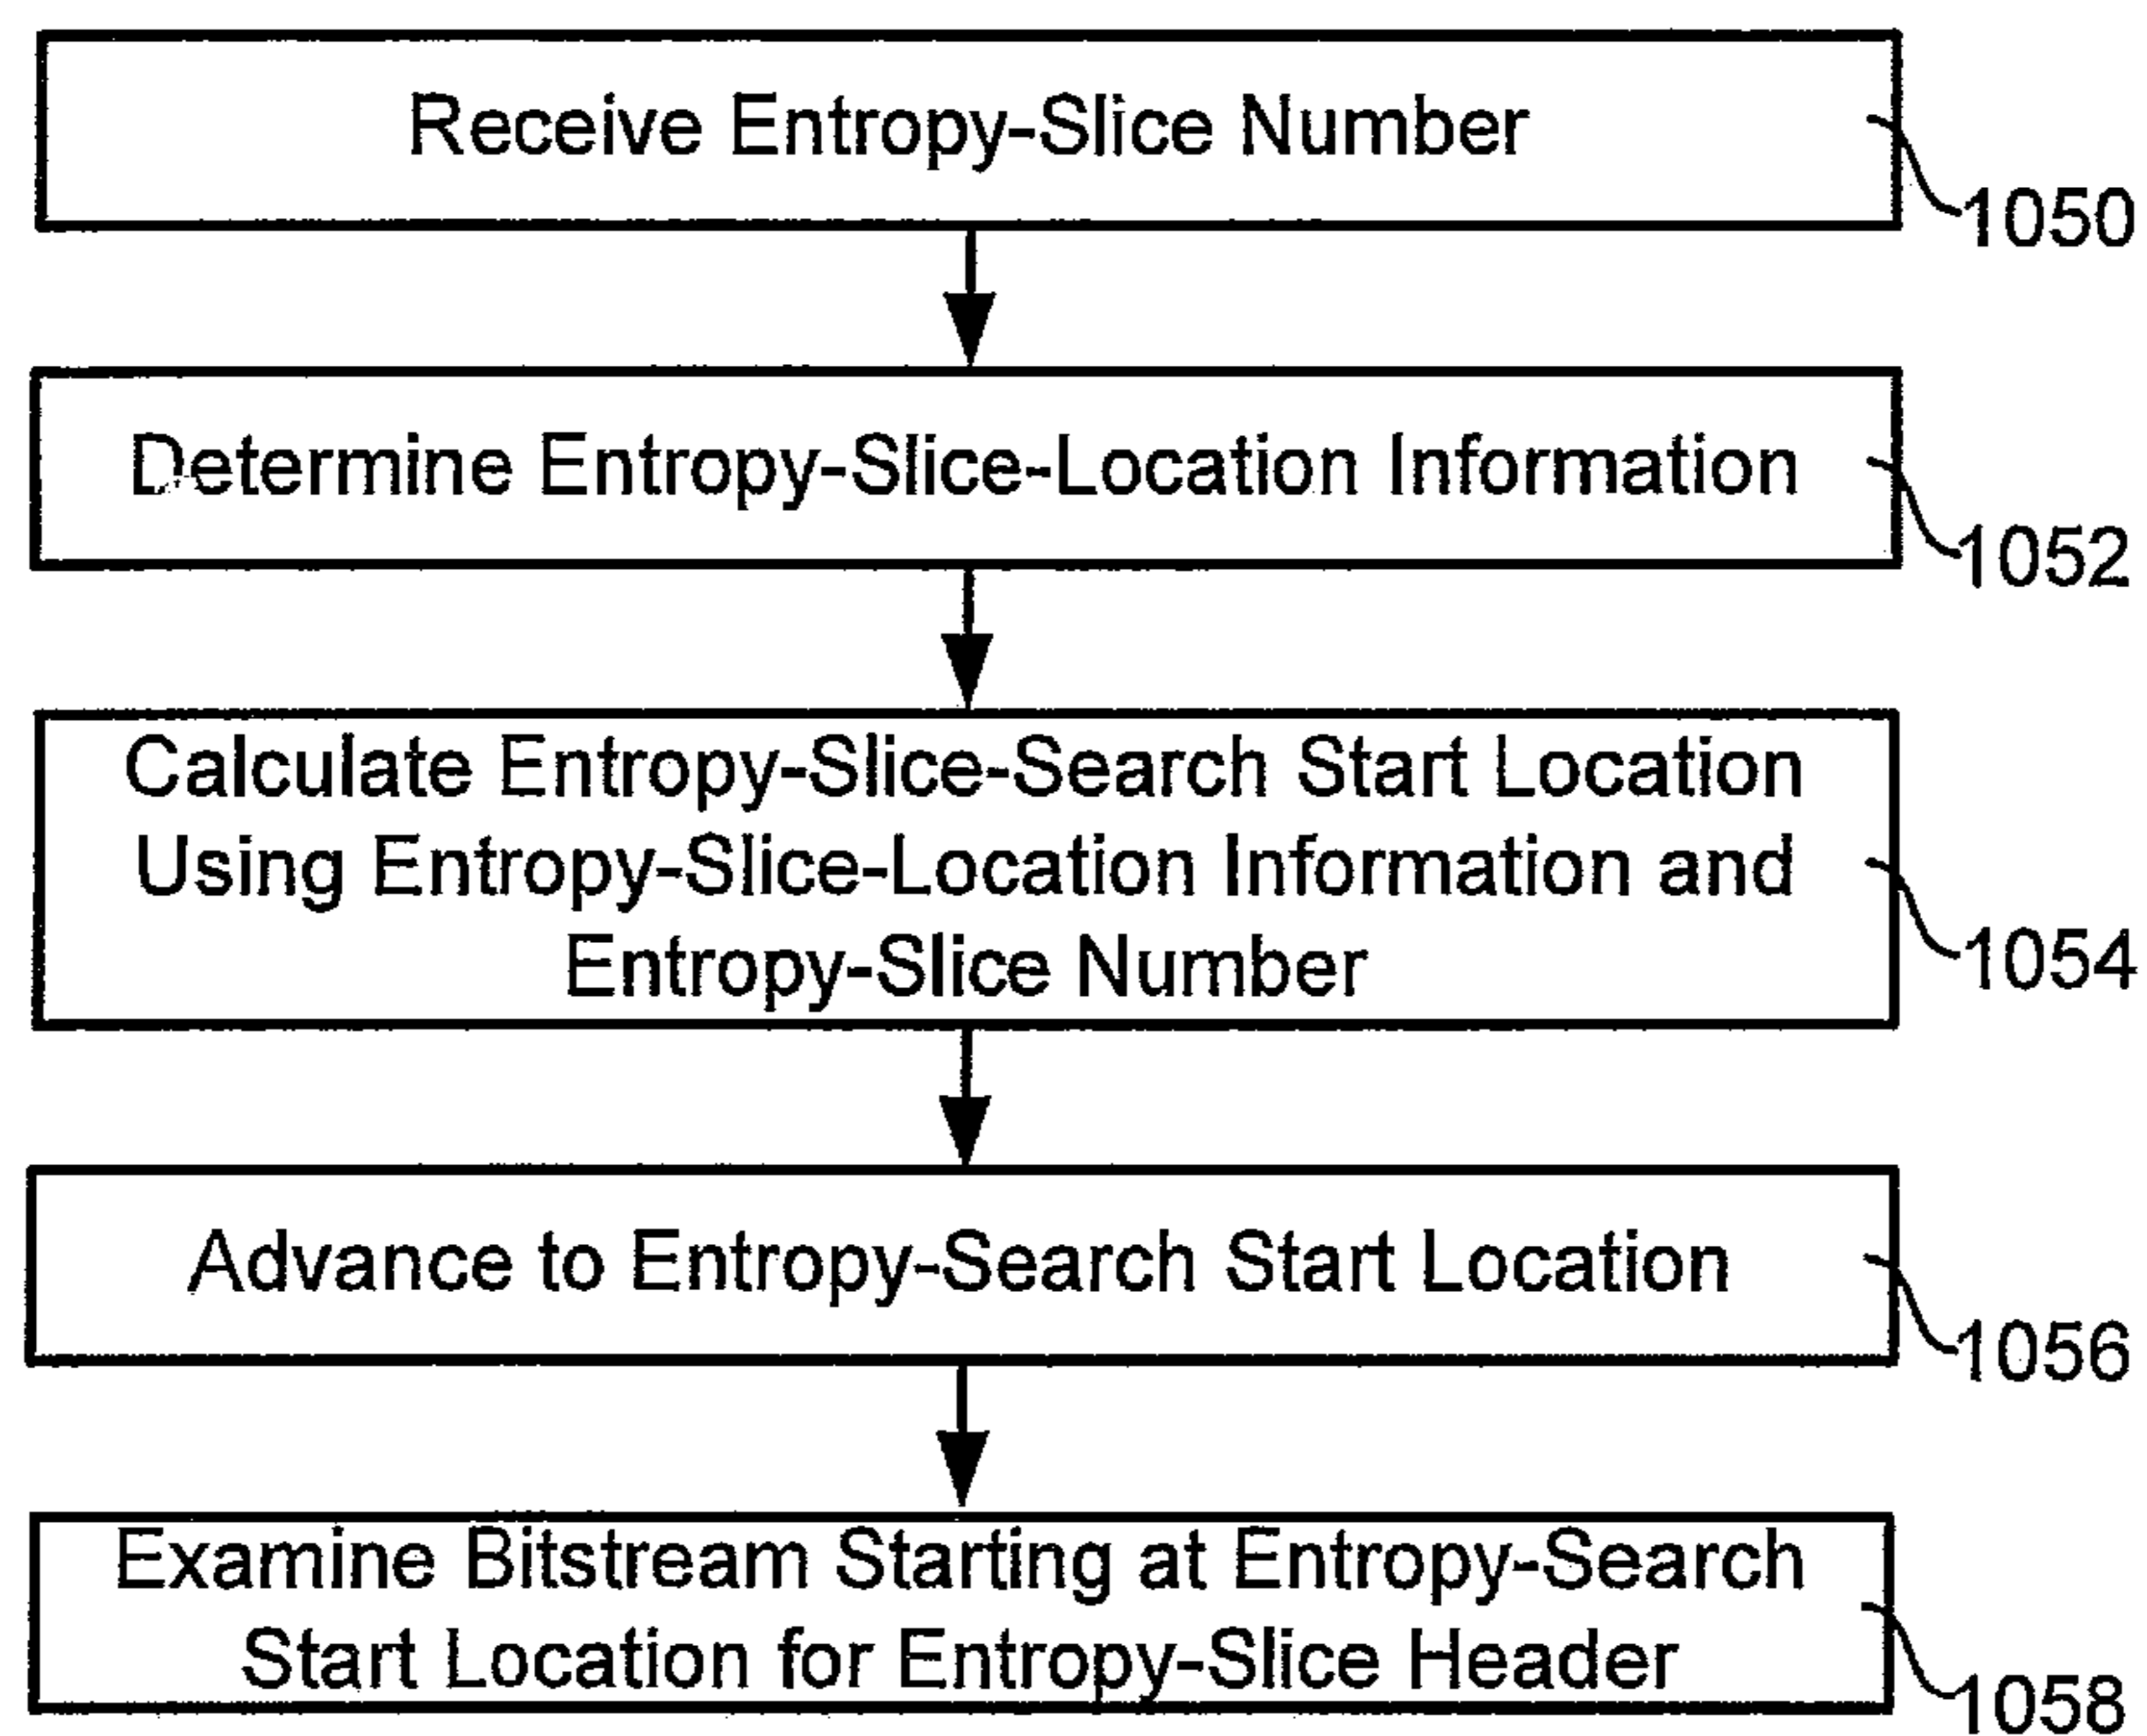 Receive Entropy-Slice Number
1050
Determine Entropy-Slice-Location Information
1052
Calculate Entropy-Slice-Search Start Location
Using Entropy-Slice-Location Information and
Entropy-Slice Number
1054
Advance to Entropy-Search Start Location
1056
Examine Bitstream Starting at Entropy-Search
Start Location for Entropy-Slice Header
1058